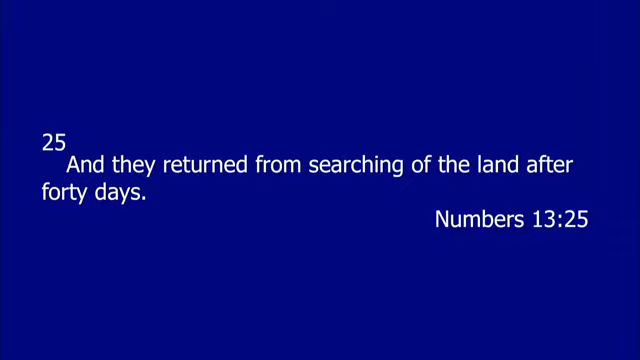 25
And they returned from searching of the land after
forty days.
Numbers 13:25